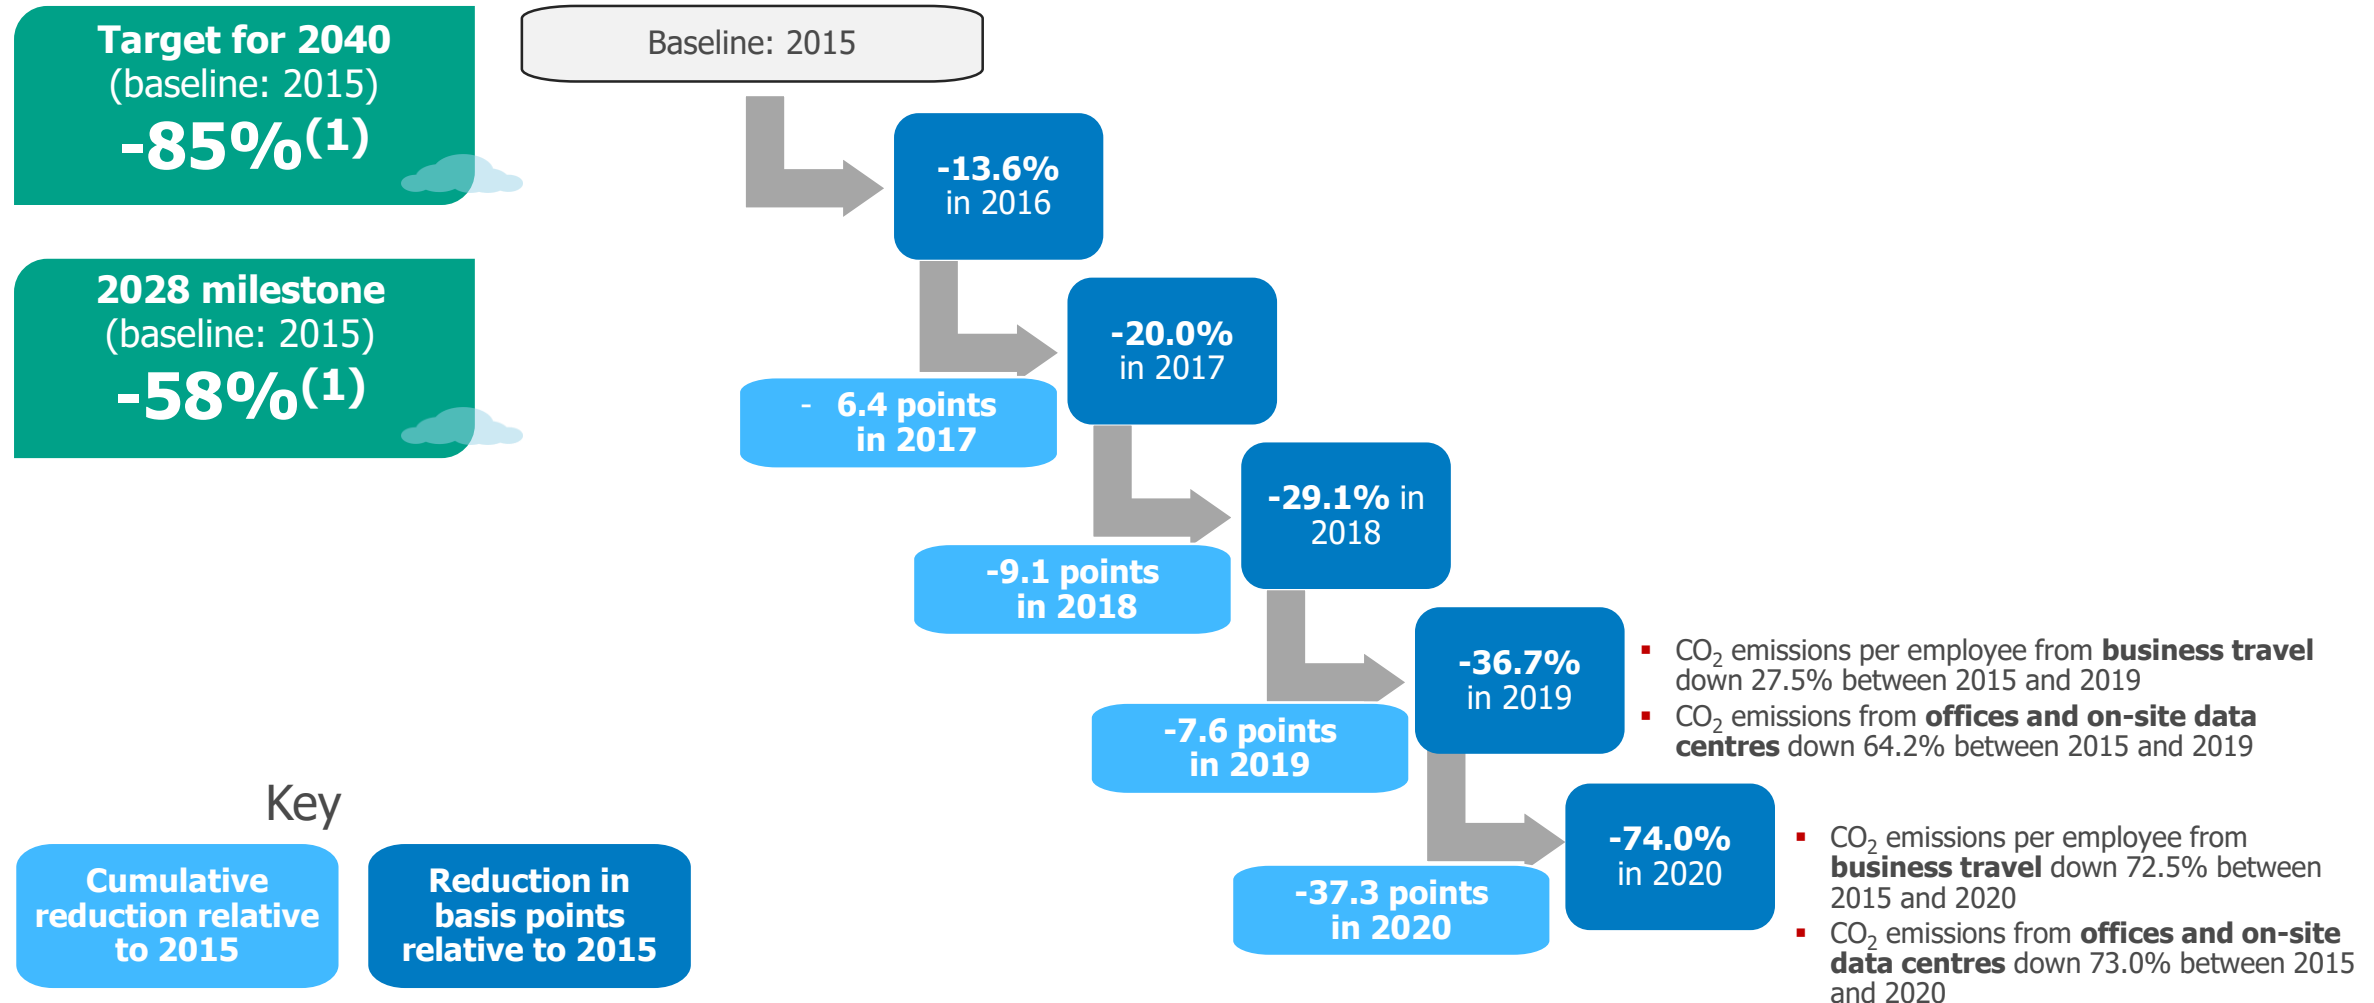 Target for 2040
(baseline: 2015)
-85%(1)
2028 milestone
(baseline: 2015)
-58%(1)
Baseline: 2015
-13.6%
in 2016
-20.0%
in 2017
- 6.4 points
in 2017
-29.1% in
2018
-9.1 points
in 2018
-36.7%
in 2019
-7.6 points
in 2019
▪ CO₂ emissions per employee from business travel
down 27.5% between 2015 and 2019
▪ CO₂ emissions from offices and on-site data
centres down 64.2% between 2015 and 2019
-74.0%
in 2020
-37.3 points
in 2020
▪ CO₂ emissions per employee from
business travel down 72.5% between
2015 and 2020
▪ CO₂ emissions from offices and on-site
data centres down 73.0% between 2015
and 2020
Key
Cumulative
reduction relative
to 2015
Reduction in
basis points
relative to 2015